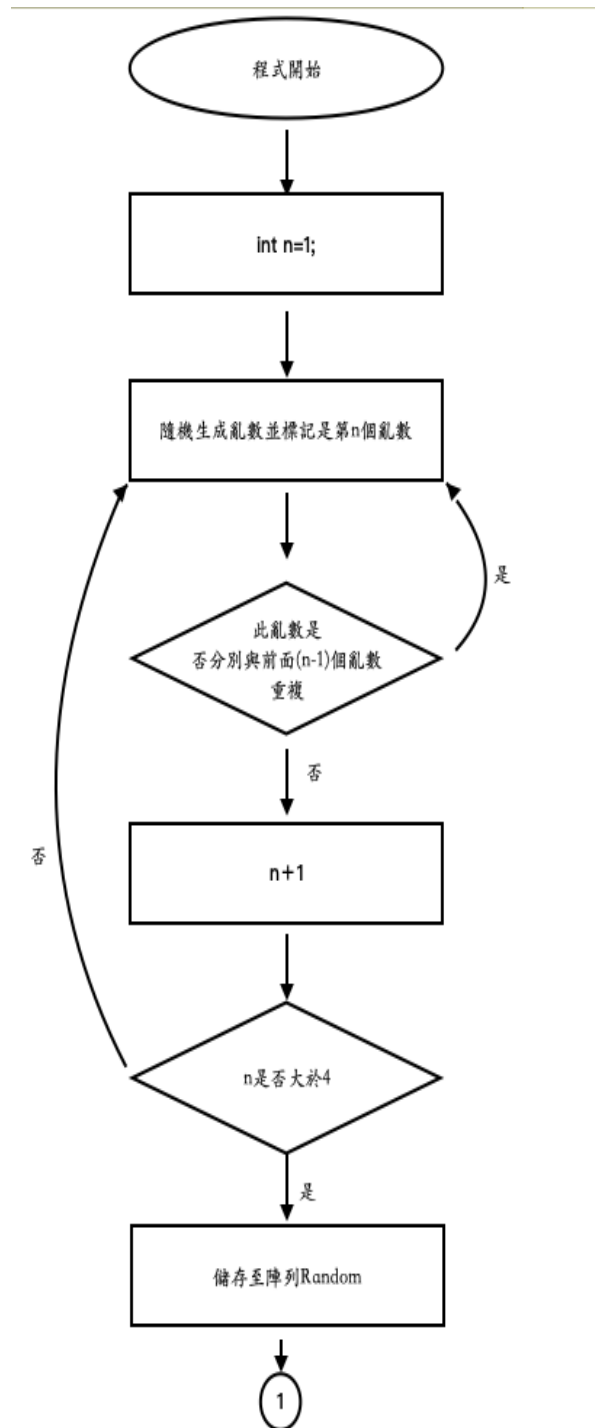 程式開始
int n=1;
隨機生成亂數並標記是第n個亂數
是
此亂數是
否分別與前面(n-1)個亂數
重複
否
n+1
否
n是否大於4
是
儲存至陣列Random
1